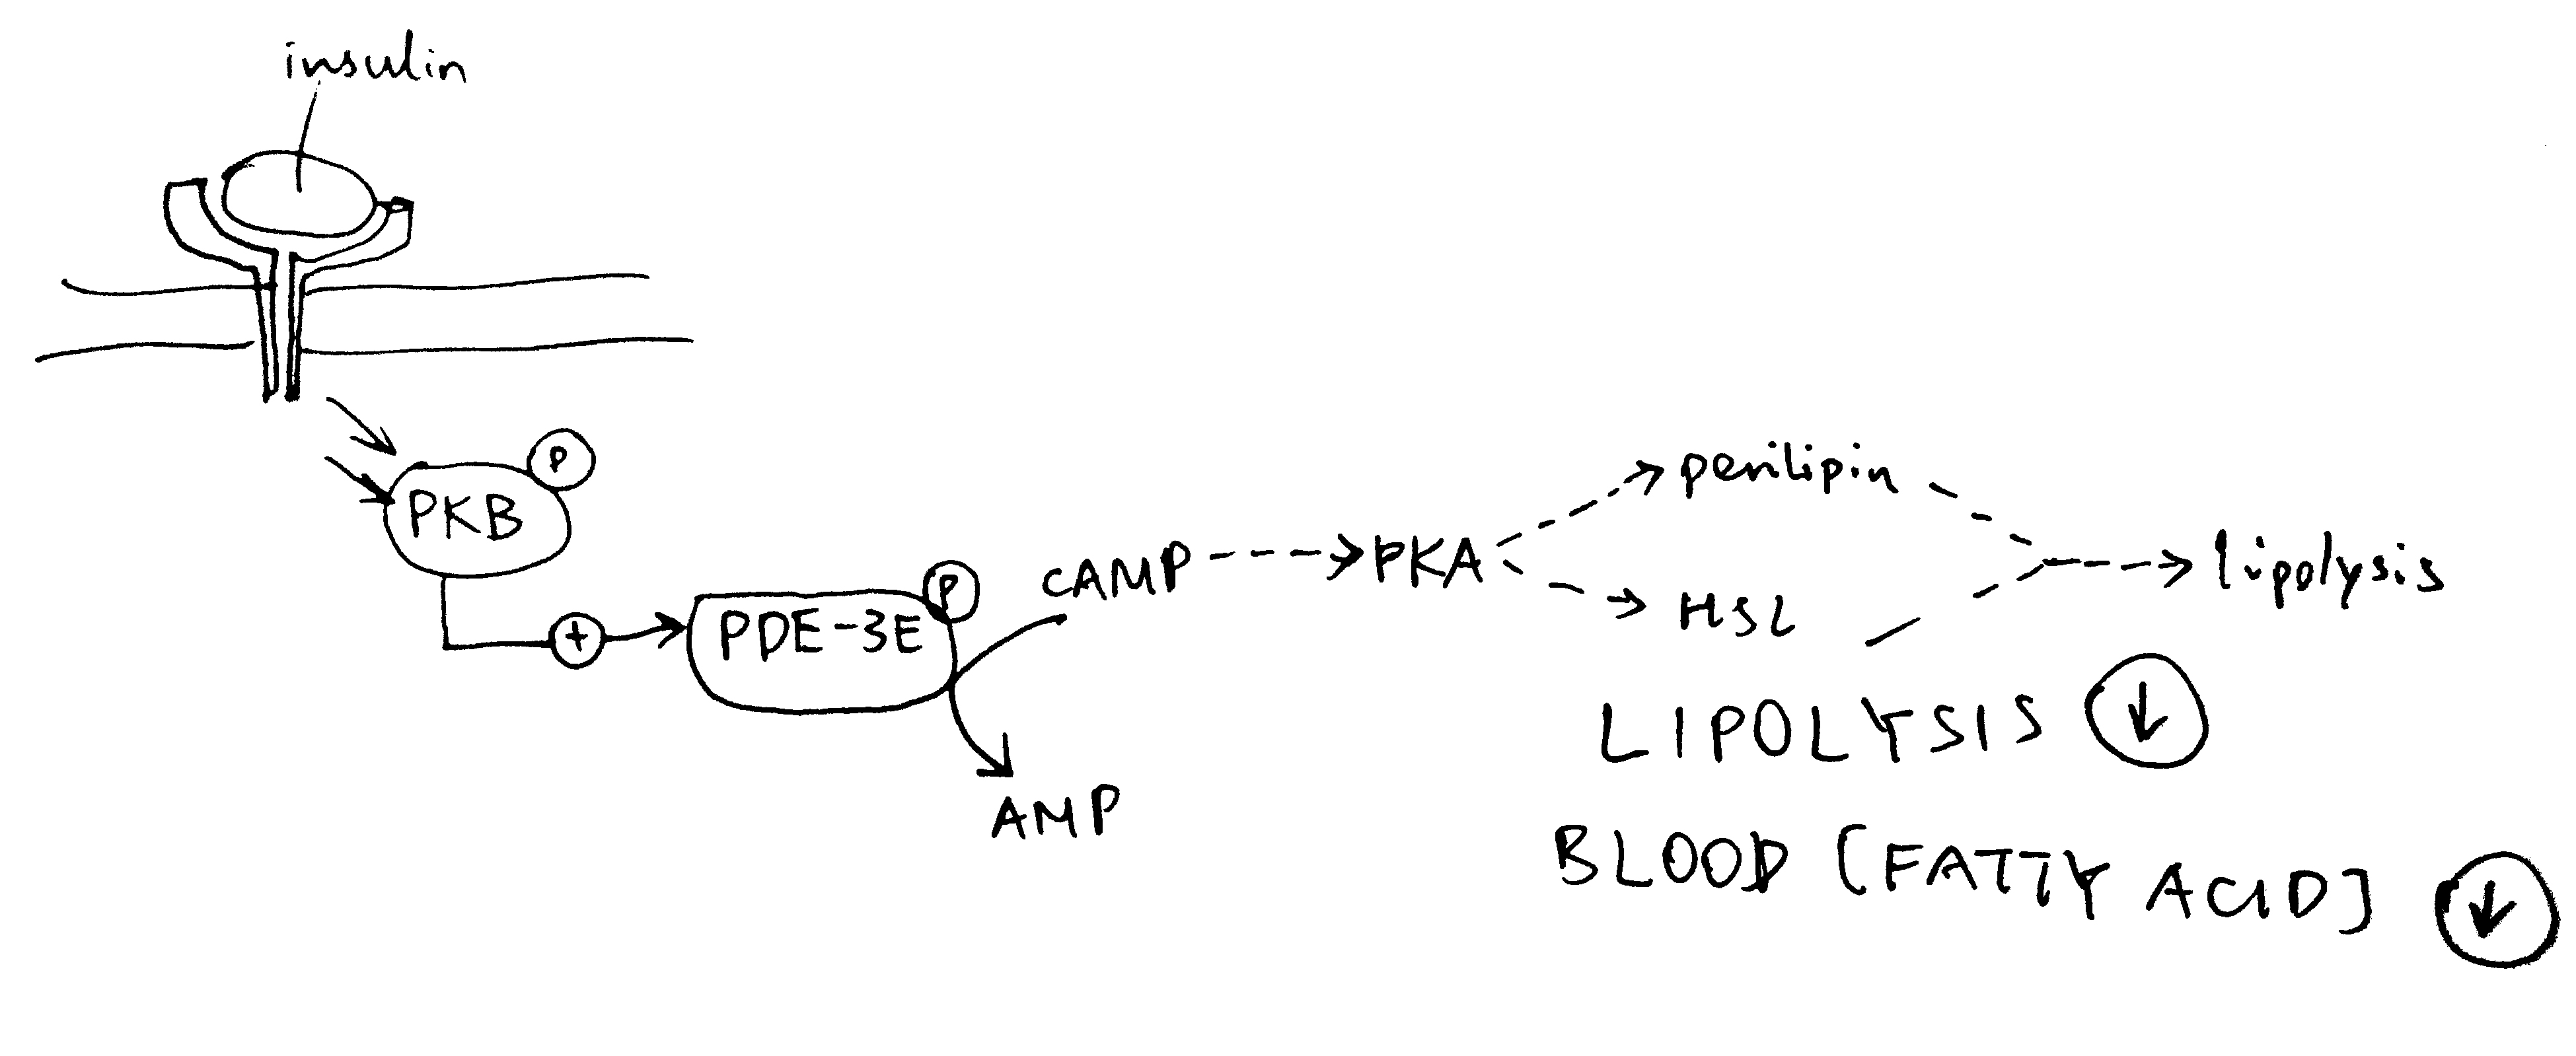 insulin
P
PKB
+
P
PDE-3E
cAMP
AMP
PKA
perilipin
HSL
lipolysis
LIPOLYSIS ↓
BLOOD [FATTY ACID] ↓